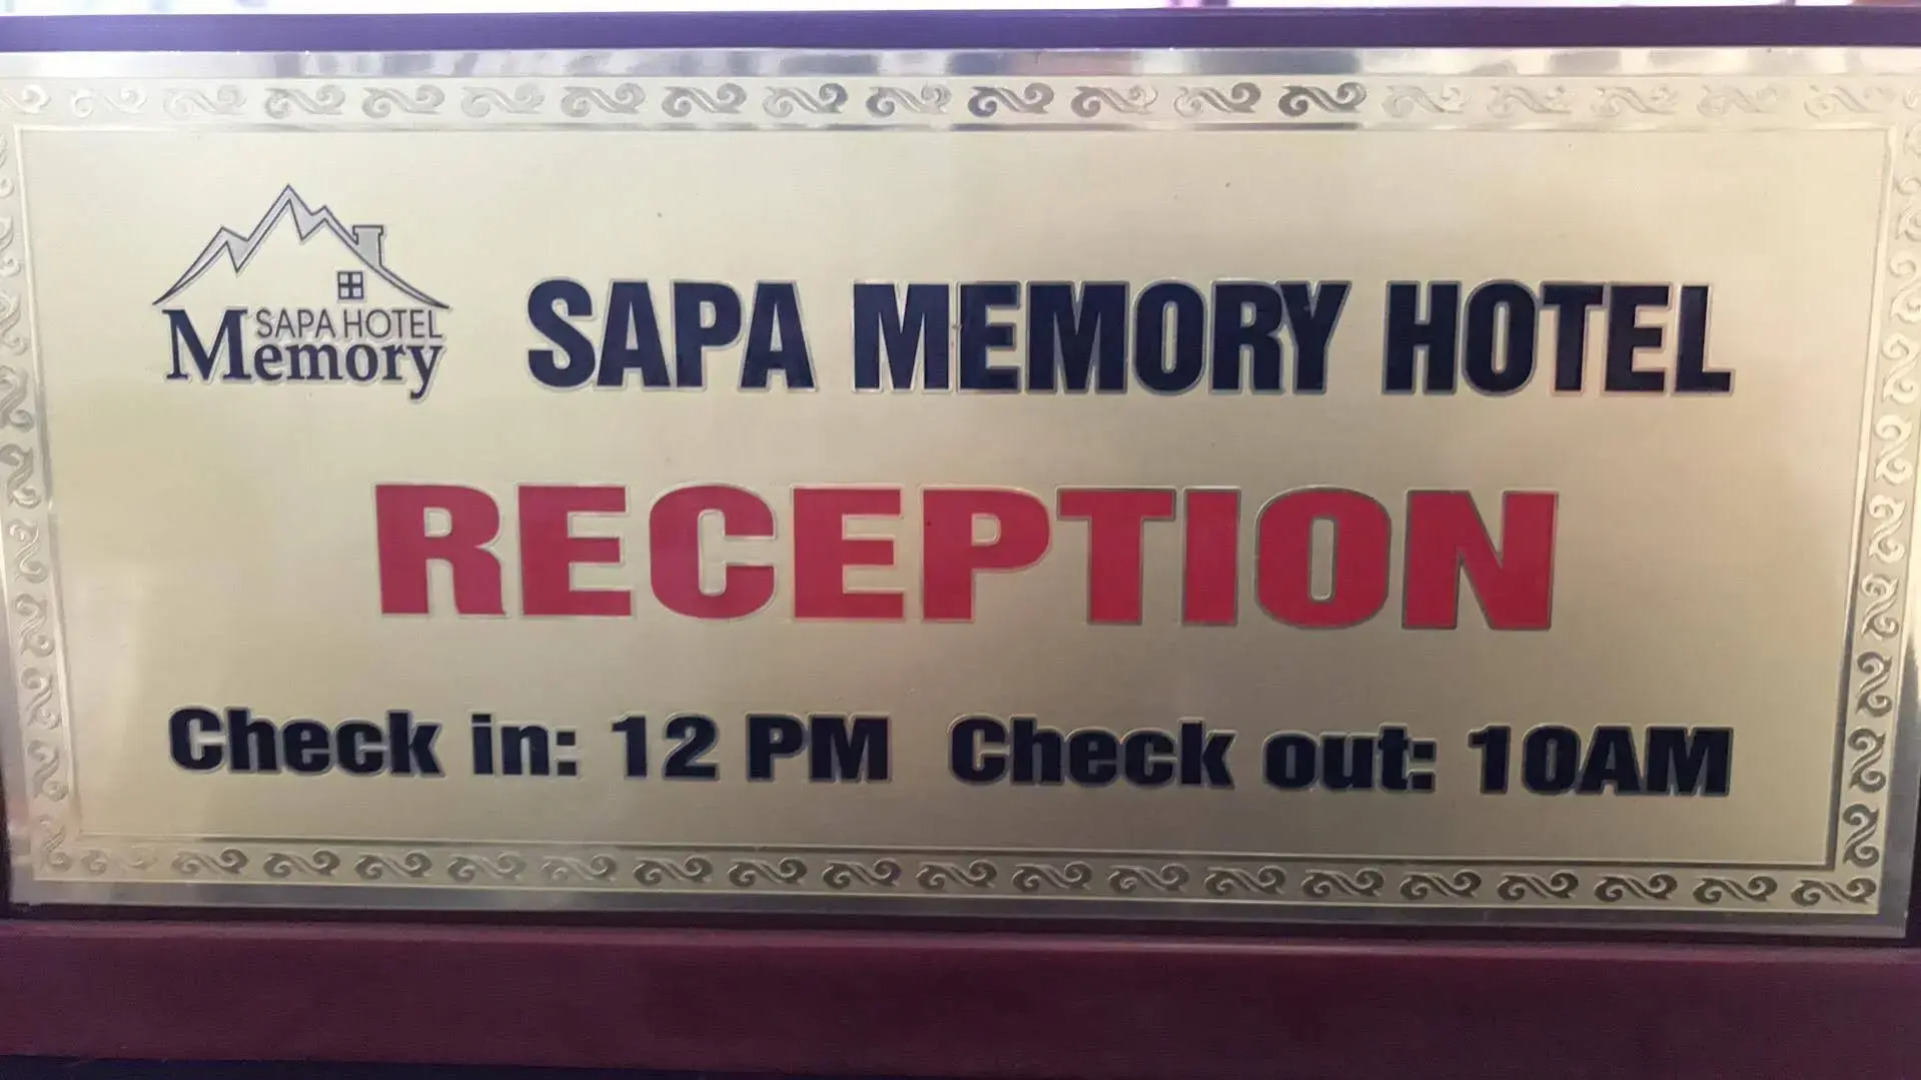 SAPA HOTEL
Memory
SAPA MEMORY HOTEL
RECEPTION
Check in: 12 PM Check out: 10AM